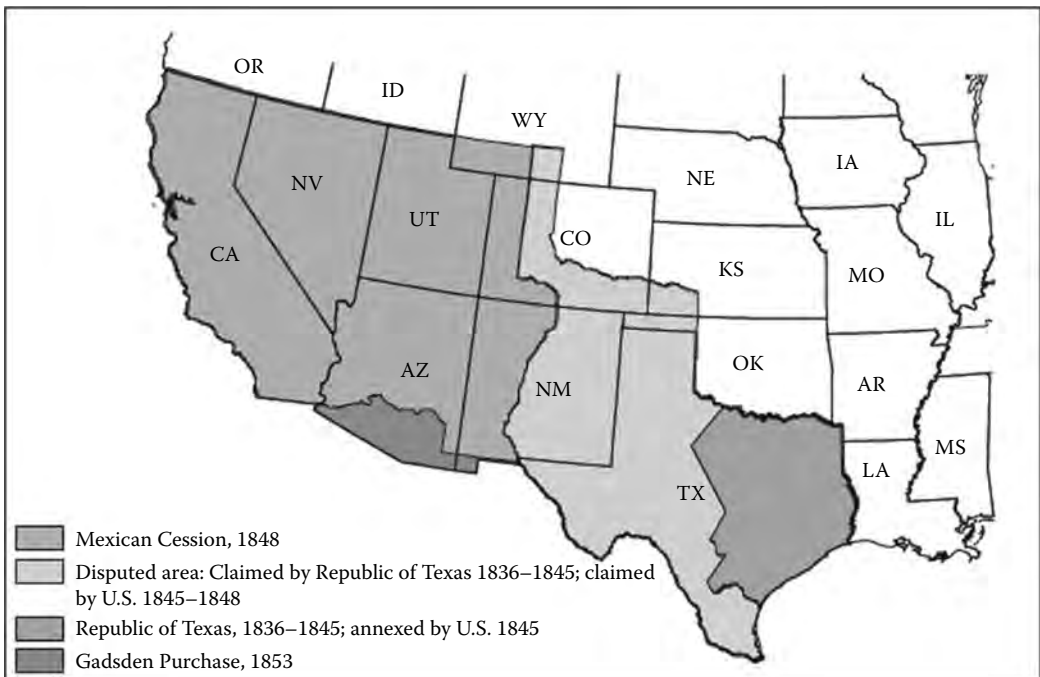 OR
ID
WY
NE
IA
NV
UT
CO
IL
CA
KS
MO
AZ
NM
OK
AR
TX
LA
MS
Mexican Cession, 1848
Disputed area: Claimed by Republic of Texas 1836–1845; claimed
by U.S. 1845–1848
Republic of Texas, 1836–1845; annexed by U.S. 1845
Gadsden Purchase, 1853